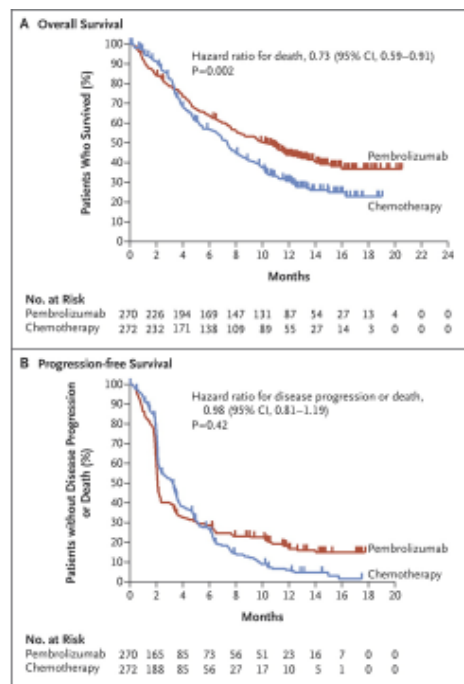 A Overall Survival
Hazard ratio for death, 0.73 (95% CI, 0.59–0.91)
P=0.002
Patients Who Survived (%)
100
90
80
70
60
50
40
30
20
10
0
Pembrolizumab
Chemotherapy
0 2 4 6 8 10 12 14 16 18 20 22 24
Months
No. at Risk
Pembrolizumab 270 226 194 169 147 131 87 54 27 13 4 0 0
Chemotherapy 272 232 171 138 109 89 55 27 14 3 0 0 0
B Progression-free Survival
Hazard ratio for disease progression or death,
0.98 (95% CI, 0.81–1.19)
P=0.42
Patients without Disease Progression
or Death (%)
100
90
80
70
60
50
40
30
20
10
0
Pembrolizumab
Chemotherapy
0 2 4 6 8 10 12 14 16 18 20
Months
No. at Risk
Pembrolizumab 270 165 85 73 56 51 23 16 7 0 0
Chemotherapy 272 188 85 56 27 17 10 5 1 0 0